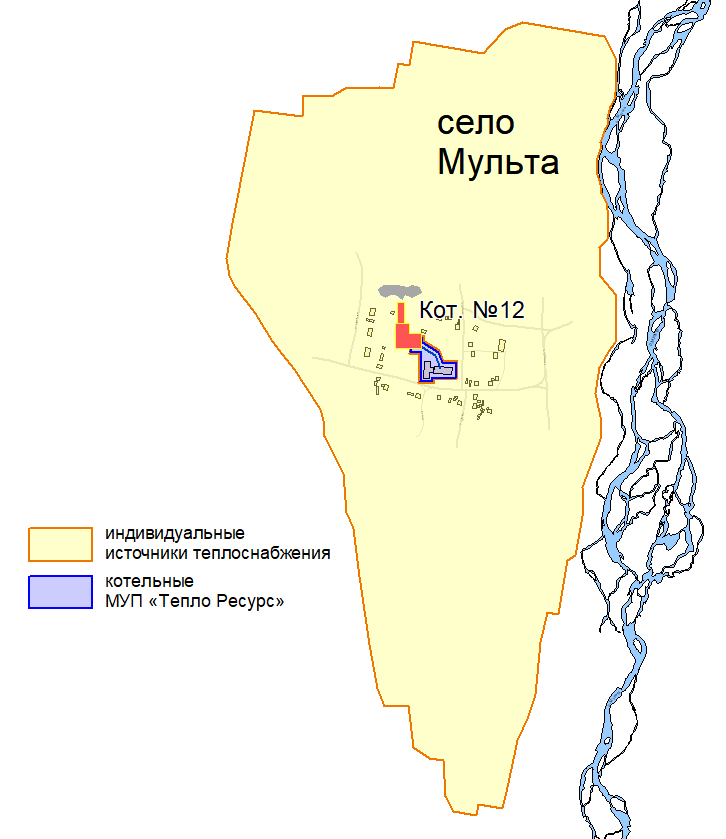 село
Мульта
Кот. №12
индивидуальные
источники теплоснабжения
котельные
МУП «Тепло Ресурс»